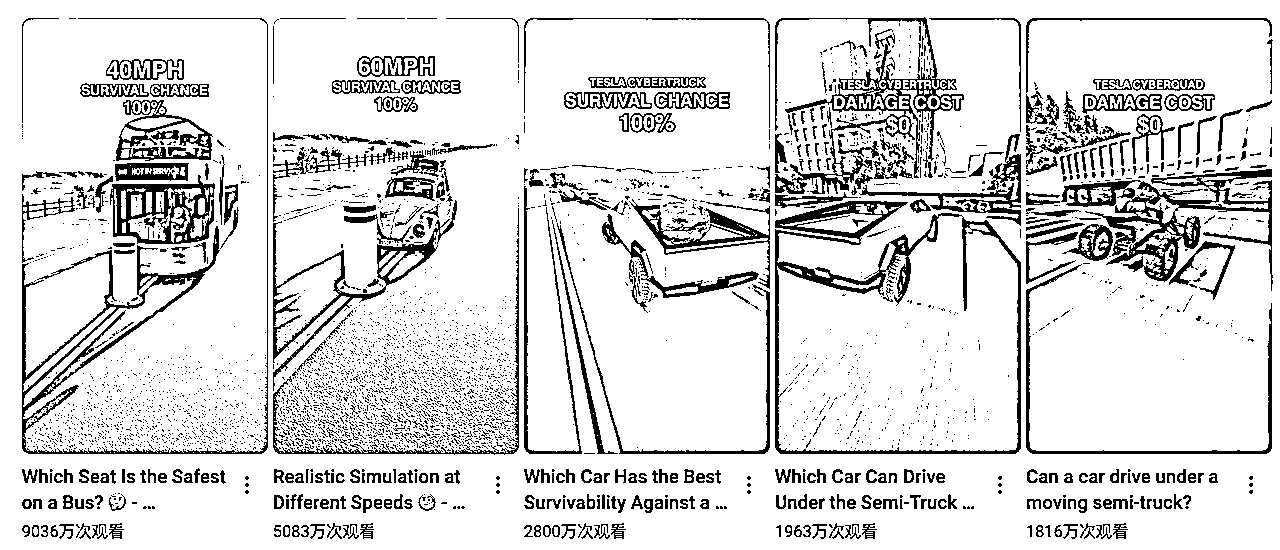 40MPH
SURVIVAL CHANCE
100%
NOT IN SERVICE
Which Seat Is the Safest
on a Bus? 🤔 - ...
9036万次观看
60MPH
SURVIVAL CHANCE
100%
Realistic Simulation at
Different Speeds 🧐 - ...
5083万次观看
TESLA CYBERTRUCK
SURVIVAL CHANCE
100%
Which Car Has the Best
Survivability Against a ...
2800万次观看
TESLA CYBERTRUCK
DAMAGE COST
$0
Which Car Can Drive
Under the Semi-Truck ...
1963万次观看
TESLA CYBERQUAD
DAMAGE COST
$0
Can a car drive under a
moving semi-truck?
1816万次观看